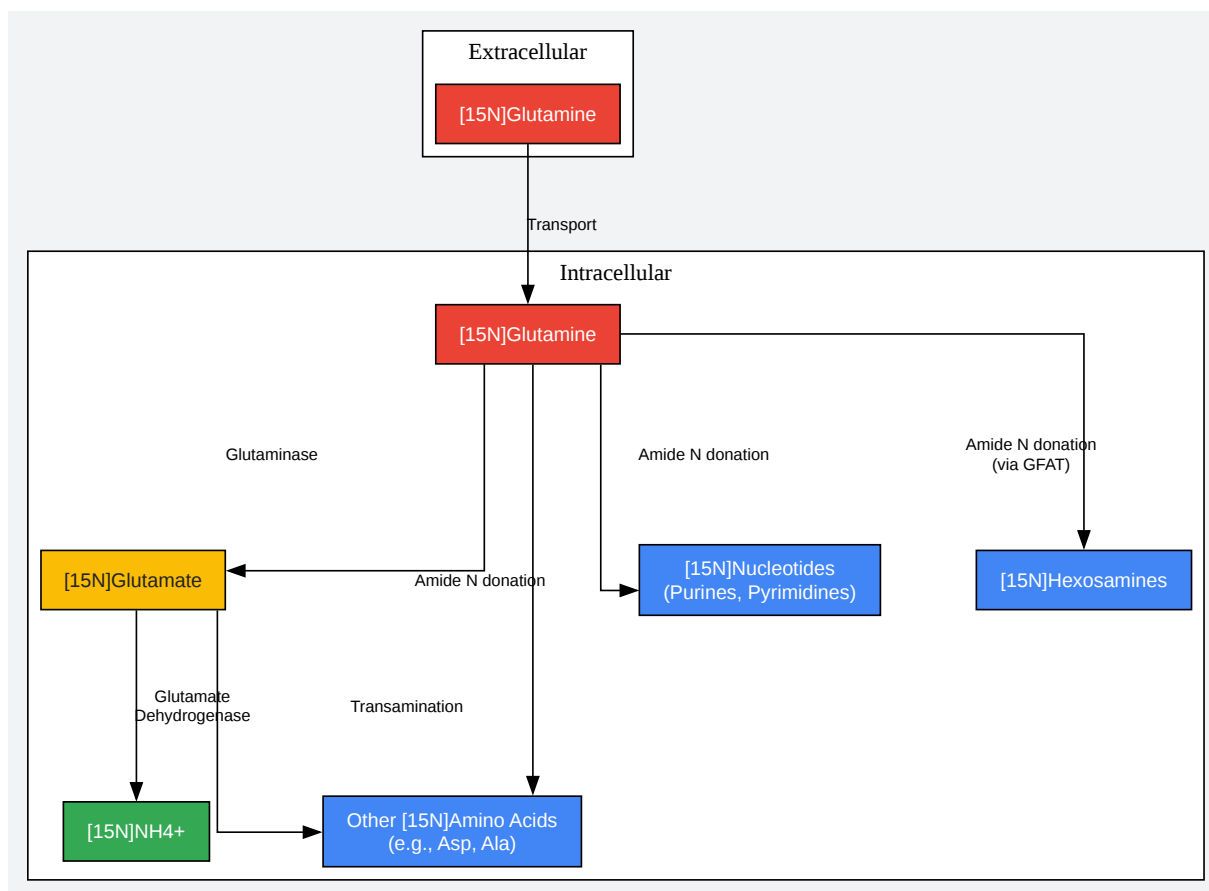 Extracellular
[15N]Glutamine
Transport
Intracellular
[15N]Glutamine
Glutaminase
Amide N donation
Amide N donation
(via GFAT)
[15N]Glutamate
Amide N donation
[15N]Nucleotides
(Purines, Pyrimidines)
[15N]Hexosamines
Glutamate
Dehydrogenase
Transamination
[15N]NH4+
Other [15N]Amino Acids
(e.g., Asp, Ala)